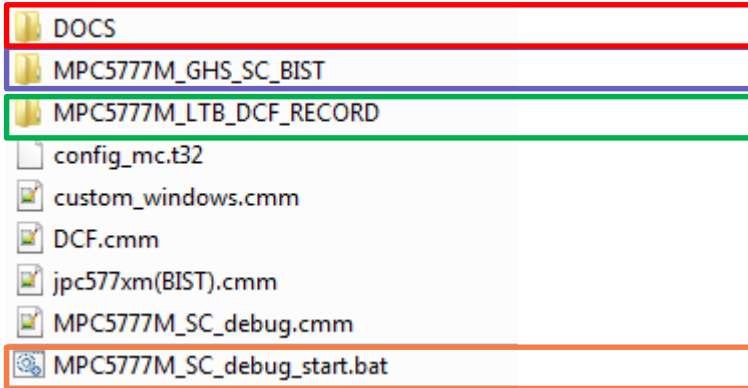 DOCS
MPC5777M_GHS_SC_BIST
MPC5777M_LTB_DCF_RECORD
config_mc.t32
custom_windows.cmm
DCF.cmm
jpc577xm(BIST).cmm
MPC5777M_SC_debug.cmm
MPC5777M_SC_debug_start.bat